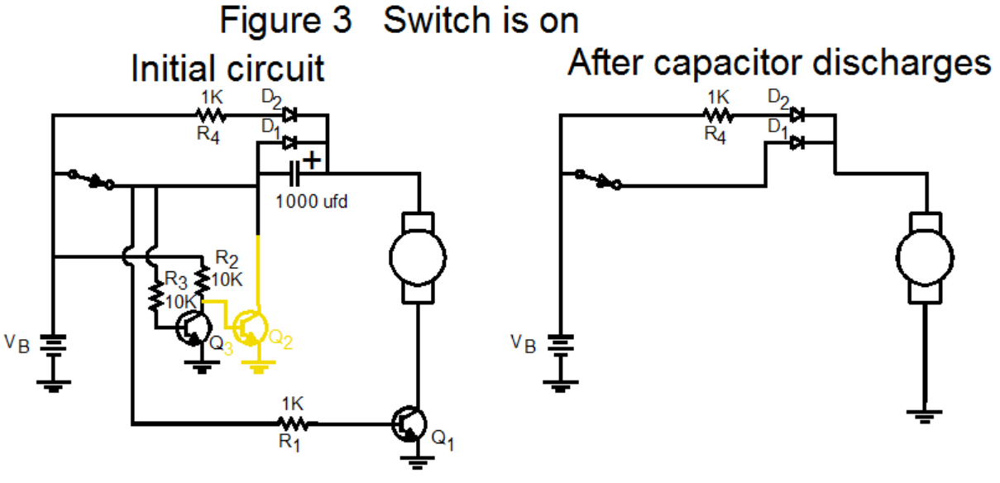 Figure 3 Switch is on
Initial circuit
After capacitor discharges
1K
D2
R4
D1
+
1000 ufd
R2
10K
R3
10K
Q3
Q2
VB
1K
R1
Q1
1K
D2
R4
D1
VB